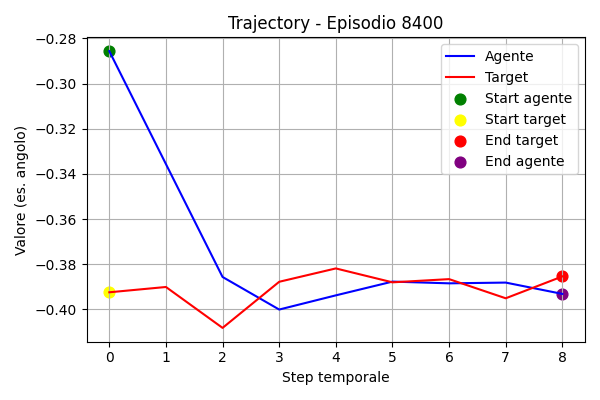 Trajectory - Episodio 8400
Agente
Target
Start agente
Start target
End target
End agente
Valore (es. angolo)
−0.28
−0.30
−0.32
−0.34
−0.36
−0.38
−0.40
0 1 2 3 4 5 6 7 8
Step temporale